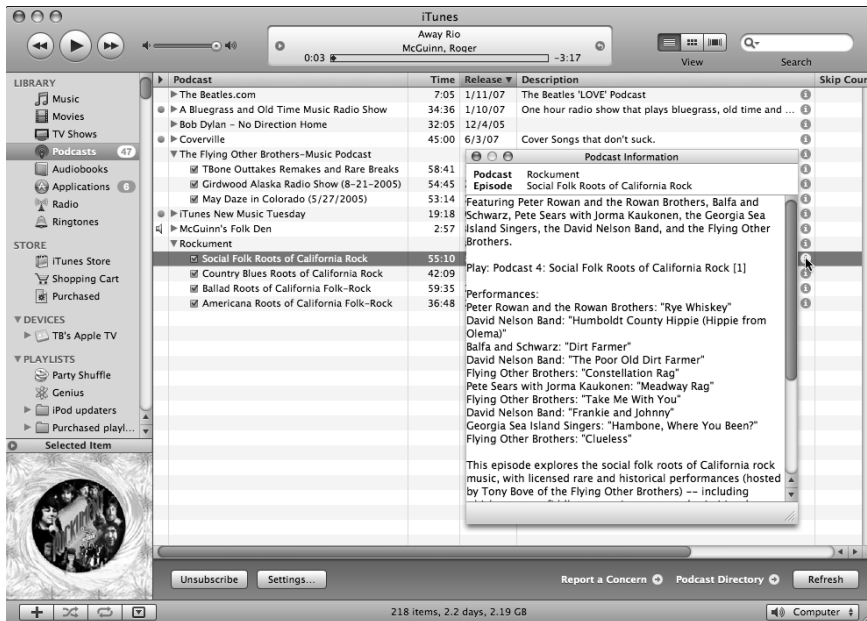 iTunes
Away Rio
McGuinn, Roger
0:03
-3:17
View
Search
LIBRARY
Music
Movies
TV Shows
Podcasts 47
Audiobooks
Applications 6
Radio
Ringtones
STORE
iTunes Store
Shopping Cart
Purchased
DEVICES
TB's Apple TV
PLAYLISTS
Party Shuffle
Genius
iPod updaters
Purchased playl...
Selected Item
Podcast Time Release Description Skip Coun
The Beatles.com 7:05 1/11/07 The Beatles 'LOVE' Podcast
A Bluegrass and Old Time Music Radio Show 34:36 1/10/07 One hour radio show that plays bluegrass, old time and ...
Bob Dylan - No Direction Home 32:05 12/4/05
Coverville 45:00 6/3/07 Cover Songs that don't suck.
The Flying Other Brothers-Music Podcast
TBone Outtakes Remakes and Rare Breaks 58:41
Girdwood Alaska Radio Show (8-21-2005) 54:45
May Daze in Colorado (5/27/2005) 53:14
iTunes New Music Tuesday 19:18
McGuinn's Folk Den 2:57
Rockument
Social Folk Roots of California Rock 55:10
Country Blues Roots of California Rock 42:09
Ballad Roots of California Folk-Rock 59:35
Americana Roots of California Folk-Rock 36:48
Podcast Information
Podcast Rockument
Episode Social Folk Roots of California Rock
Featuring Peter Rowan and the Rowan Brothers, Balfa and
Schwarz, Pete Sears with Jorma Kaukonen, the Georgia Sea
Island Singers, the David Nelson Band, and the Flying Other
Brothers.
Play: Podcast 4: Social Folk Roots of California Rock [1]
Performances:
Peter Rowan and the Rowan Brothers: "Rye Whiskey"
David Nelson Band: "Humboldt County Hippie (Hippie from
Olema)"
Balfa and Schwarz: "Dirt Farmer"
David Nelson Band: "The Poor Old Dirt Farmer"
Flying Other Brothers: "Constellation Rag"
Pete Sears with Jorma Kaukonen: "Meadway Rag"
Flying Other Brothers: "Take Me With You"
David Nelson Band: "Frankie and Johnny"
Georgia Sea Island Singers: "Hambone, Where You Been?"
Flying Other Brothers: "Clueless"
This episode explores the social folk roots of California rock
music, with licensed rare and historical performances (hosted
by Tony Bove of the Flying Other Brothers) -- including
Unsubscribe
Settings...
Report a Concern
Podcast Directory
Refresh
218 items, 2.2 days, 2.19 GB
Computer